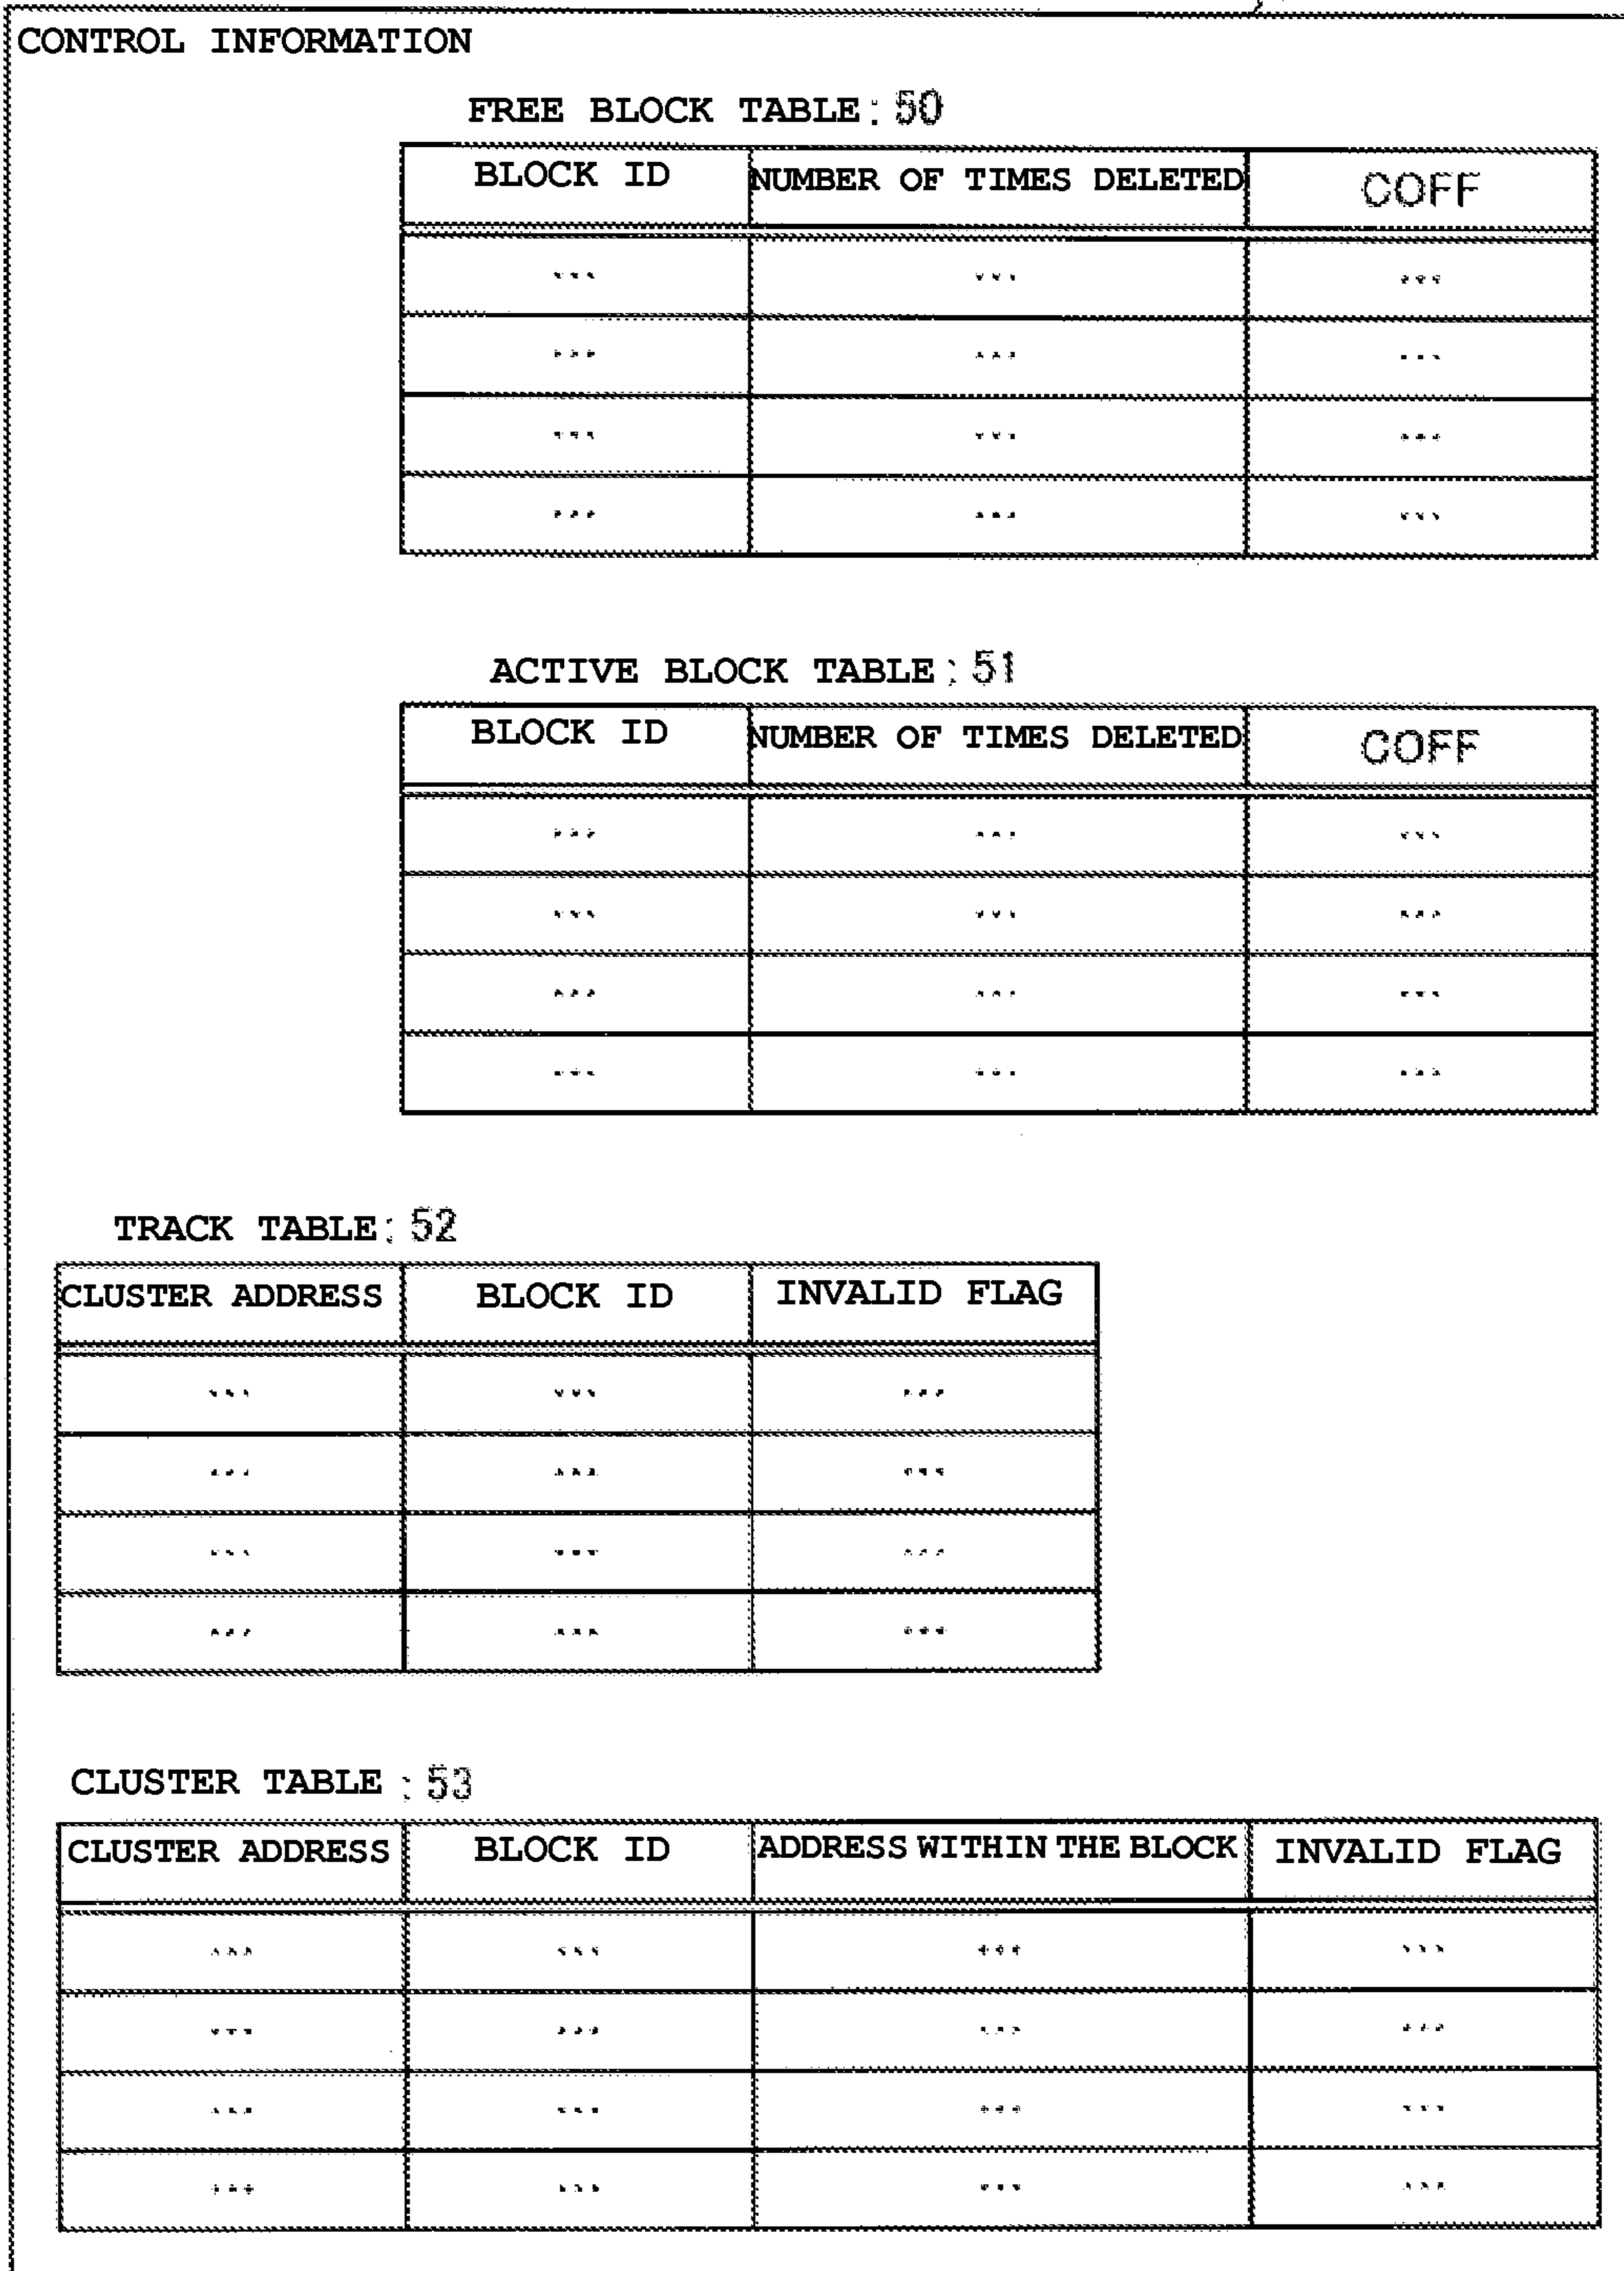 CONTROL INFORMATION
FREE BLOCK TABLE: 50
BLOCK ID NUMBER OF TIMES DELETED COFF
... ... ...
... ... ...
... ... ...
... ... ...
ACTIVE BLOCK TABLE: 51
BLOCK ID NUMBER OF TIMES DELETED COFF
... ... ...
... ... ...
... ... ...
... ... ...
TRACK TABLE: 52
CLUSTER ADDRESS BLOCK ID INVALID FLAG
... ... ...
... ... ...
... ... ...
... ... ...
CLUSTER TABLE : 53
CLUSTER ADDRESS BLOCK ID ADDRESS WITHIN THE BLOCK INVALID FLAG
... ... ... ...
... ... ... ...
... ... ... ...
... ... ... ...